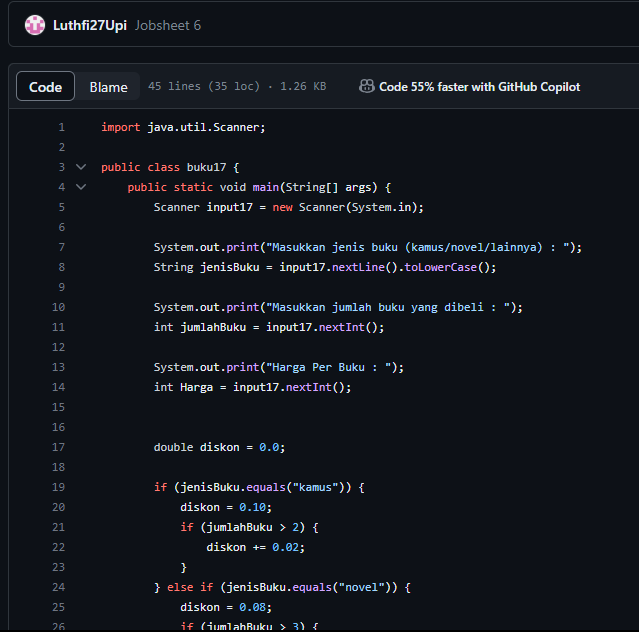 Luthfi27Upi Jobsheet 6
Code Blame 45 lines (35 loc) · 1.26 KB Code 55% faster with GitHub Copilot
1 import java.util.Scanner;
2
3 public class buku17 {
4 public static void main(String[] args) {
5 Scanner input17 = new Scanner(System.in);
6
7 System.out.print("Masukkan jenis buku (kamus/novel/lainnya) : ");
8 String jenisBuku = input17.nextLine().toLowerCase();
9
10 System.out.print("Masukkan jumlah buku yang dibeli : ");
11 int jumlahBuku = input17.nextInt();
12
13 System.out.print("Harga Per Buku : ");
14 int Harga = input17.nextInt();
15
16
17 double diskon = 0.0;
18
19 if (jenisBuku.equals("kamus")) {
20 diskon = 0.10;
21 if (jumlahBuku > 2) {
22 diskon += 0.02;
23 }
24 } else if (jenisBuku.equals("novel")) {
25 diskon = 0.08;
26 if (jumlahBuku > 3) {